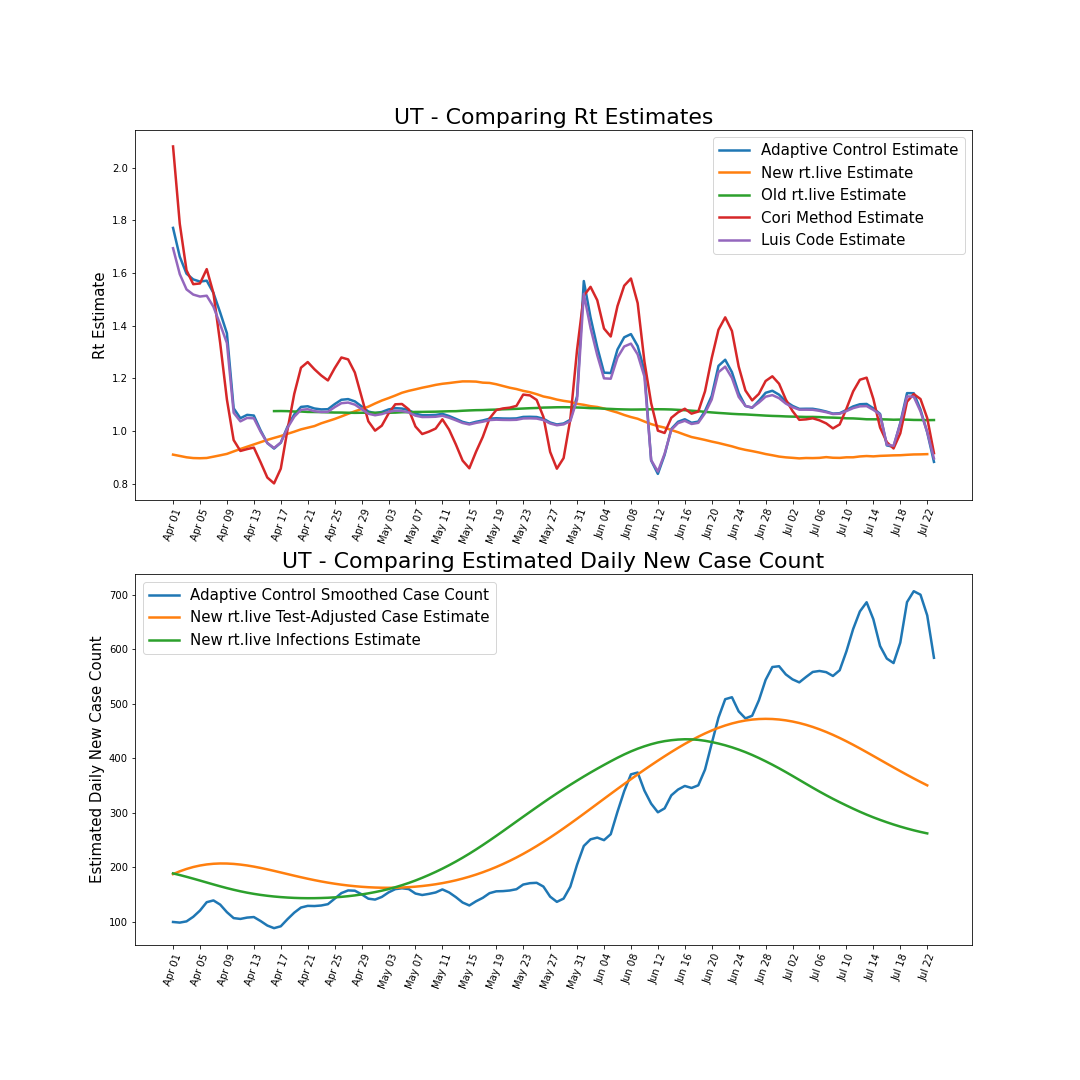 UT - Comparing Rt Estimates
Rt Estimate
2.0
1.8
1.6
1.4
1.2
1.0
0.8
Adaptive Control Estimate
New rt.live Estimate
Old rt.live Estimate
Cori Method Estimate
Luis Code Estimate
Apr 01 Apr 05 Apr 09 Apr 13 Apr 17 Apr 21 Apr 25 Apr 29 May 03 May 07 May 11 May 15 May 19 May 23 May 27 May 31 Jun 04 Jun 08 Jun 12 Jun 16 Jun 20 Jun 24 Jun 28 Jul 02 Jul 06 Jul 10 Jul 14 Jul 18 Jul 22
UT - Comparing Estimated Daily New Case Count
Estimated Daily New Case Count
700
600
500
400
300
200
100
Adaptive Control Smoothed Case Count
New rt.live Test-Adjusted Case Estimate
New rt.live Infections Estimate
Apr 01 Apr 05 Apr 09 Apr 13 Apr 17 Apr 21 Apr 25 Apr 29 May 03 May 07 May 11 May 15 May 19 May 23 May 27 May 31 Jun 04 Jun 08 Jun 12 Jun 16 Jun 20 Jun 24 Jun 28 Jul 02 Jul 06 Jul 10 Jul 14 Jul 18 Jul 22